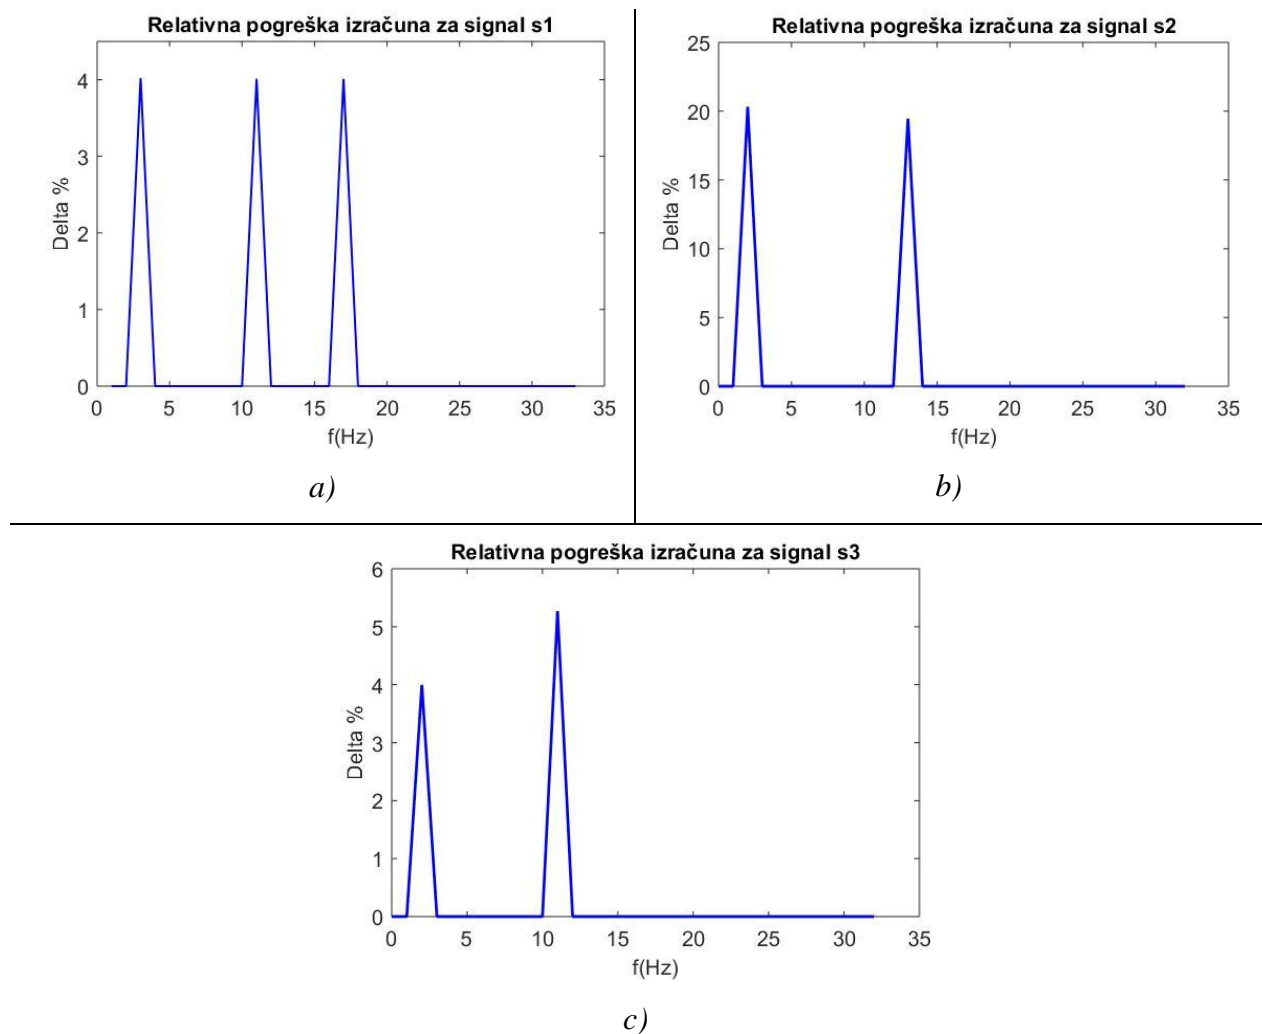 Relativna pogreška izračuna za signal s1
4
3
2
1
0
Delta %
0 5 10 15 20 25 30 35
f(Hz)
a)
Relativna pogreška izračuna za signal s2
25
20
15
10
5
0
Delta %
0 5 10 15 20 25 30 35
f(Hz)
b)
Relativna pogreška izračuna za signal s3
6
5
4
3
2
1
0
Delta %
0 5 10 15 20 25 30 35
f(Hz)
c)